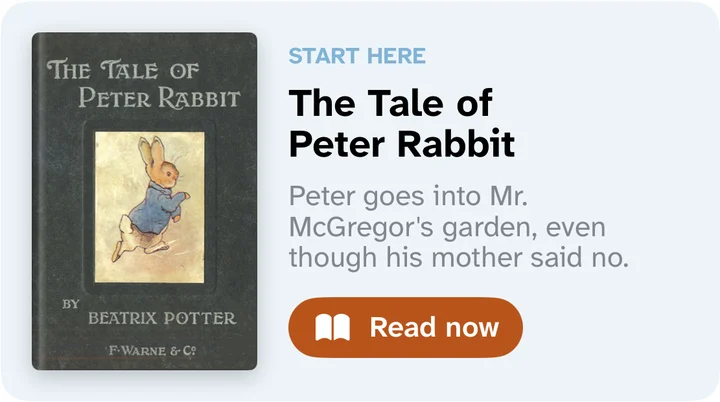 THE TALE OF
PETER RABBIT
BY
BEATRIX POTTER
F. WARNE & Co
START HERE
The Tale of
Peter Rabbit
Peter goes into Mr.
McGregor's garden, even
though his mother said no.
Read now